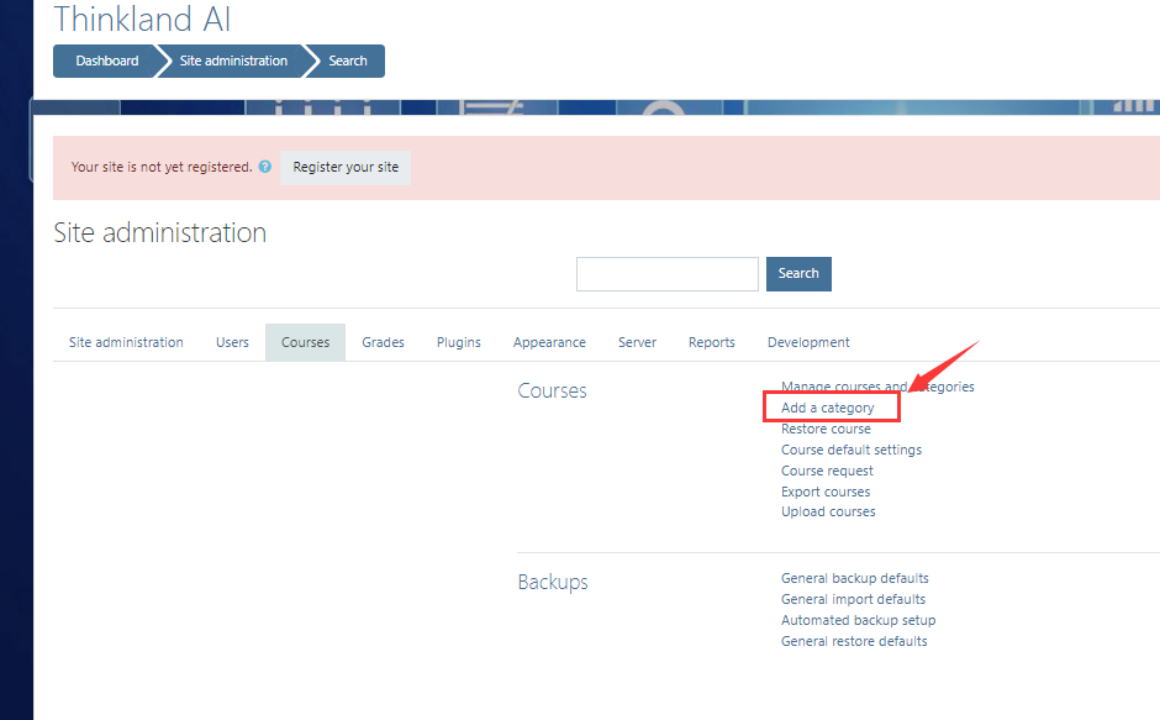 Thinkland AI
Dashboard Site administration Search
Your site is not yet registered. Register your site
Site administration
Search
Site administration Users Courses Grades Plugins Appearance Server Reports Development
Courses
Manage courses and categories
Add a category
Restore course
Course default settings
Course request
Export courses
Upload courses
Backups
General backup defaults
General import defaults
Automated backup setup
General restore defaults